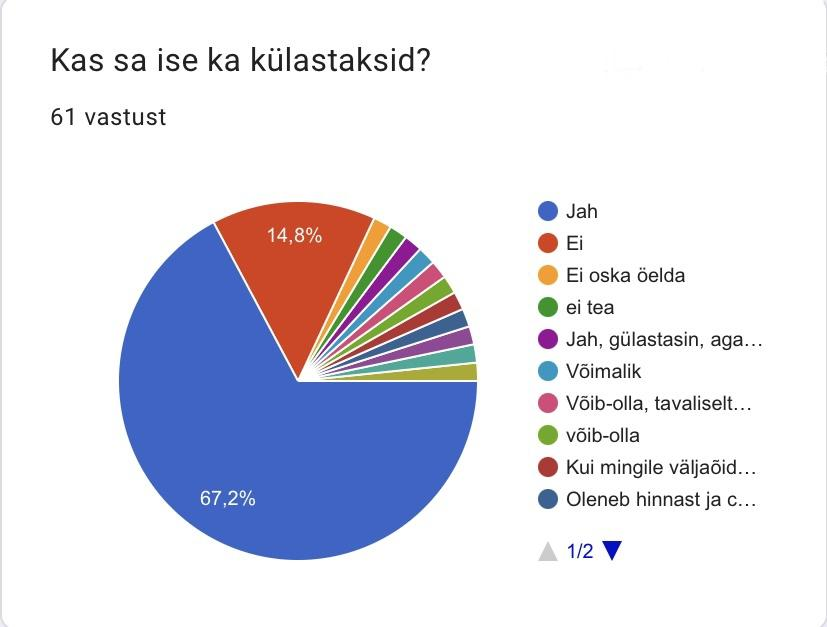 Kas sa ise ka külastaksid?
61 vastust
14,8%
67,2%
Jah
Ei
Ei oska öelda
ei tea
Jah, gülastasin, aga…
Võimalik
Võib-olla, tavaliselt…
võib-olla
Kui mingile väljaõid…
Oleneb hinnast ja c…
1/2